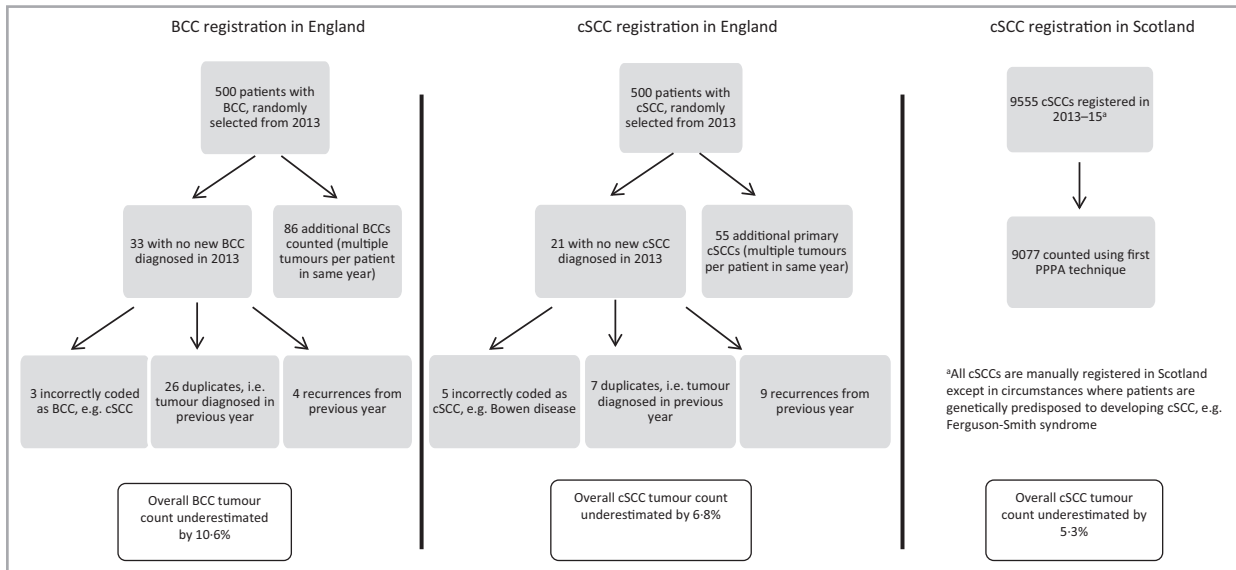 BCC registration in England
500 patients with
BCC, randomly
selected from 2013
33 with no new BCC
diagnosed in 2013
86 additional BCCs
counted (multiple
tumours per patient
in same year)
3 incorrectly coded
as BCC, e.g. cSCC
26 duplicates, i.e.
tumour diagnosed in
previous year
4 recurrences from
previous year
Overall BCC tumour
count underestimated
by 10·6%
cSCC registration in England
500 patients with
cSCC, randomly
selected from 2013
21 with no new cSCC
diagnosed in 2013
55 additional primary
cSCCs (multiple tumours
per patient in same year)
5 incorrectly coded as
cSCC, e.g. Bowen disease
7 duplicates, i.e. tumour
diagnosed in previous
year
9 recurrences from
previous year
Overall cSCC tumour count
underestimated by 6·8%
cSCC registration in Scotland
9555 cSCCs registered in
2013–15ᵃ
9077 counted using first
PPPA technique
ᵃAll cSCCs are manually registered in Scotland
except in circumstances where patients are
genetically predisposed to developing cSCC, e.g.
Ferguson-Smith syndrome
Overall cSCC tumour
count underestimated by
5·3%